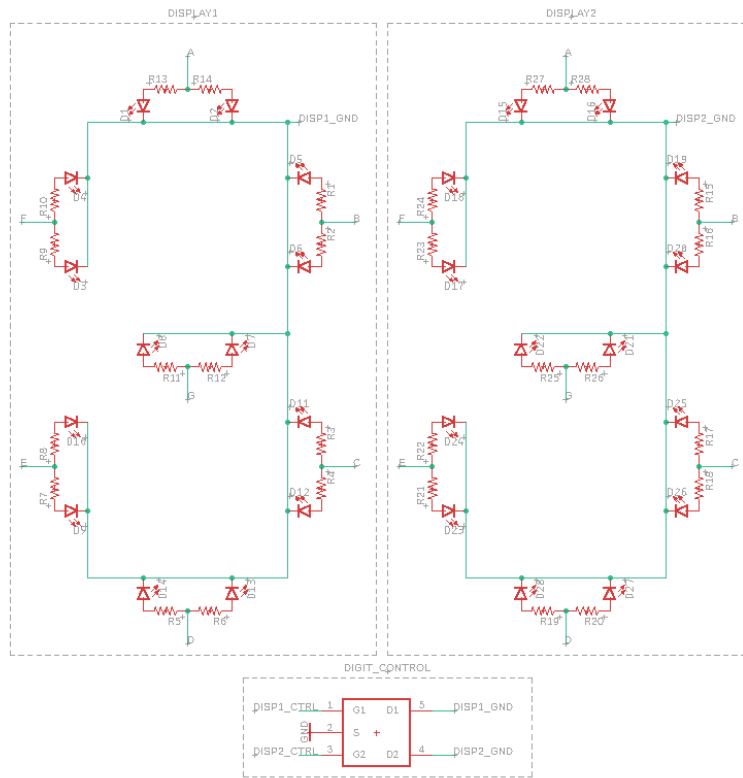 DISPLAY1
DISPLAY2
A
A
R13
R14
R27
R28
D1
D2
D15
D16
DISP1_GND
DISP2_GND
D5
D19
D4
R10
R1
D18
R24
R15
F
B
F
B
R9
R2
R23
R16
D6
D3
D20
D17
D8
D7
D22
D21
R11
R12
R25
R26
G
G
D11
D25
D10
R8
R3
D24
R22
R17
E
C
E
C
R7
R4
R21
R18
D12
D9
D26
D23
D14
D13
D28
D27
R5
R6
R19
R20
D
D
DIGIT_CONTROL
DISP1_CTRL
1
G1
D1
5
DISP1_GND
GND
2
S
DISP2_CTRL
3
G2
D2
4
DISP2_GND